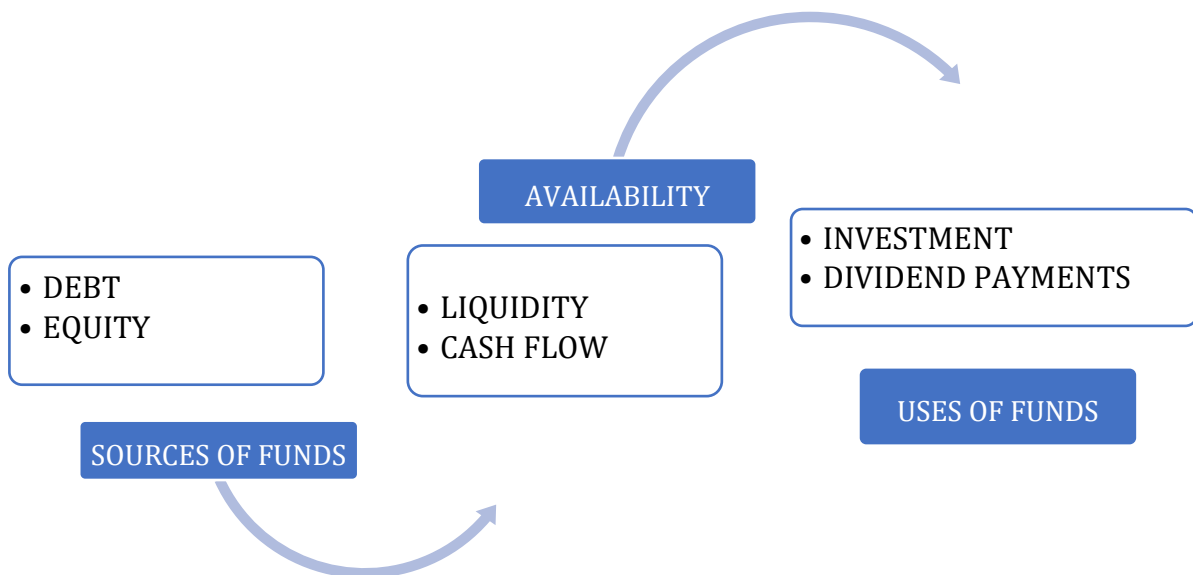 • DEBT
• EQUITY
SOURCES OF FUNDS
AVAILABILITY
• LIQUIDITY
• CASH FLOW
• INVESTMENT
• DIVIDEND PAYMENTS
USES OF FUNDS